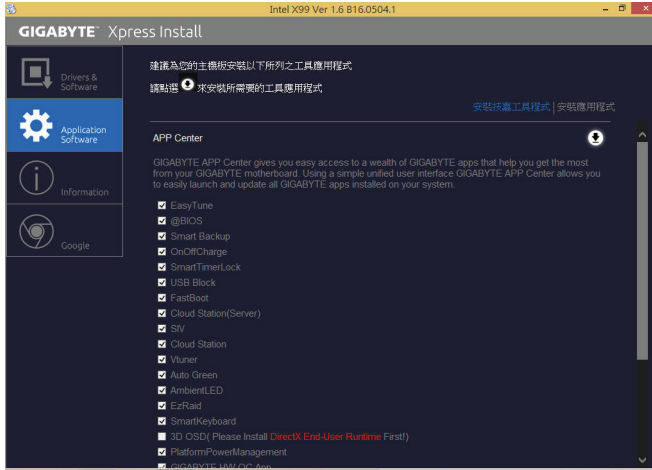 Intel X99 Ver 1.6 B16.0504.1
GIGABYTE™ Xpress Install
Drivers &
Software
Application
Software
Information
Google
建議為您的主機板安裝以下所列之工具應用程式
請點選 來安裝所需要的工具應用程式
安裝技嘉工具程式 | 安裝應用程式
APP Center
GIGABYTE APP Center gives you easy access to a wealth of GIGABYTE apps that help you get the most
from your GIGABYTE motherboard. Using a simple unified user interface GIGABYTE APP Center allows you
to easily launch and update all GIGABYTE apps installed on your system.
EasyTune
@BIOS
Smart Backup
OnOffCharge
SmartTimerLock
USB Block
FastBoot
Cloud Station(Server)
SIV
Cloud Station
Vtuner
Auto Green
AmbientLED
EzRaid
SmartKeyboard
3D OSD( Please Install DirectX End-User Runtime First!)
PlatformPowerManagement
GIGABYTE HW OC App